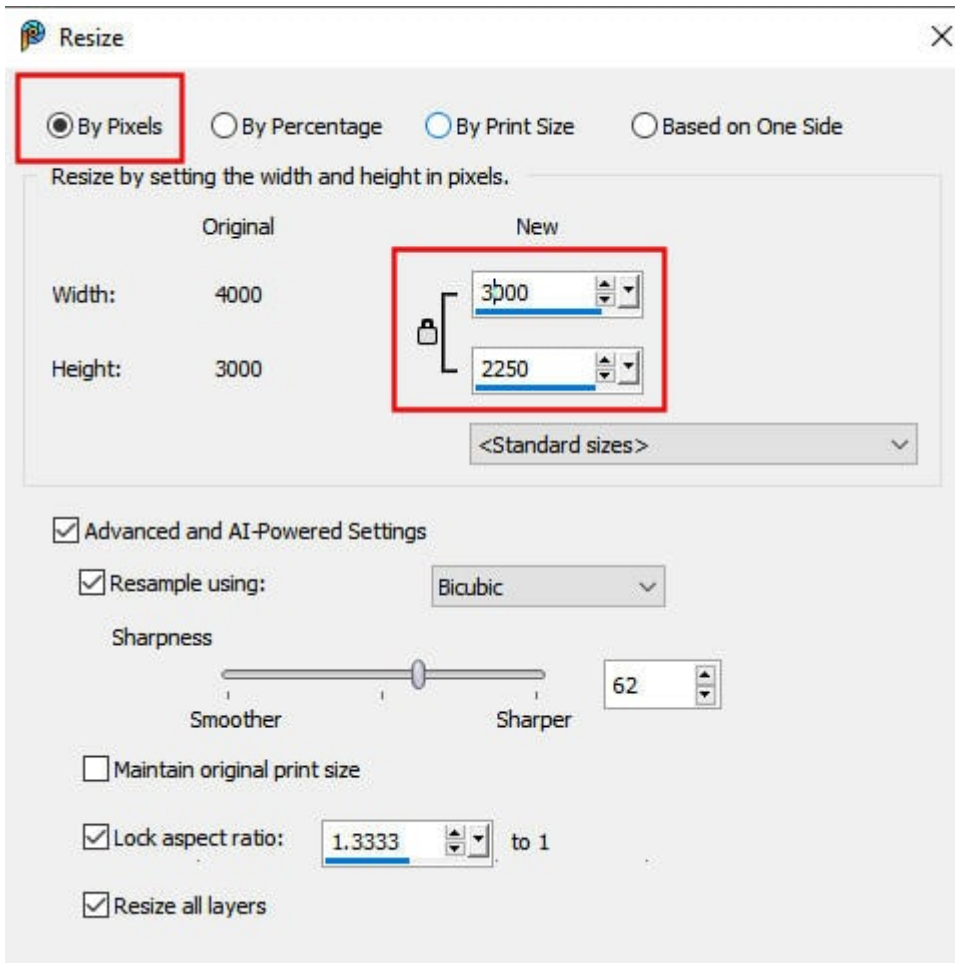 Resize
By Pixels By Percentage By Print Size Based on One Side
Resize by setting the width and height in pixels.
Original New
Width: 4000 3000
Height: 3000 2250
<Standard sizes>
Advanced and AI-Powered Settings
Resample using: Bicubic
Sharpness
62
Smoother Sharper
Maintain original print size
Lock aspect ratio: 1.3333 to 1
Resize all layers